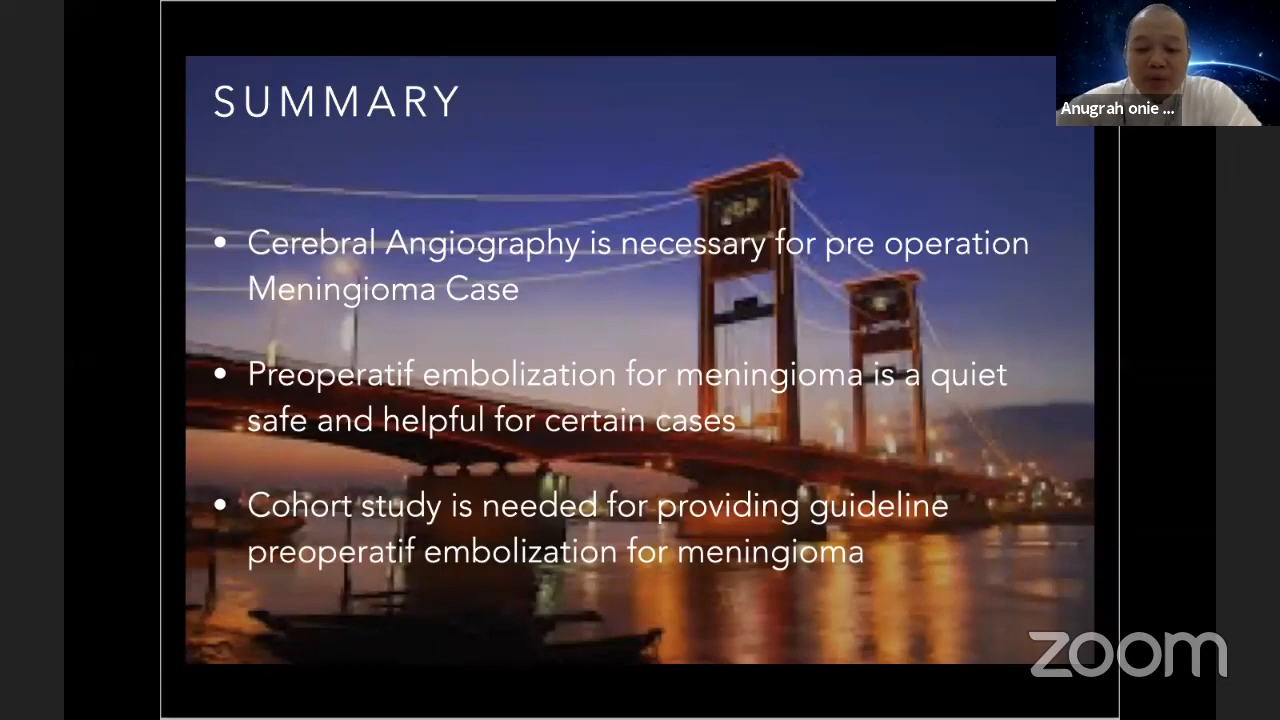 SUMMARY
• Cerebral Angiography is necessary for pre operation
Meningioma Case
• Preoperatif embolization for meningioma is a quiet
safe and helpful for certain cases
• Cohort study is needed for providing guideline
preoperatif embolization for meningioma
Anugrah onie ...
zoom